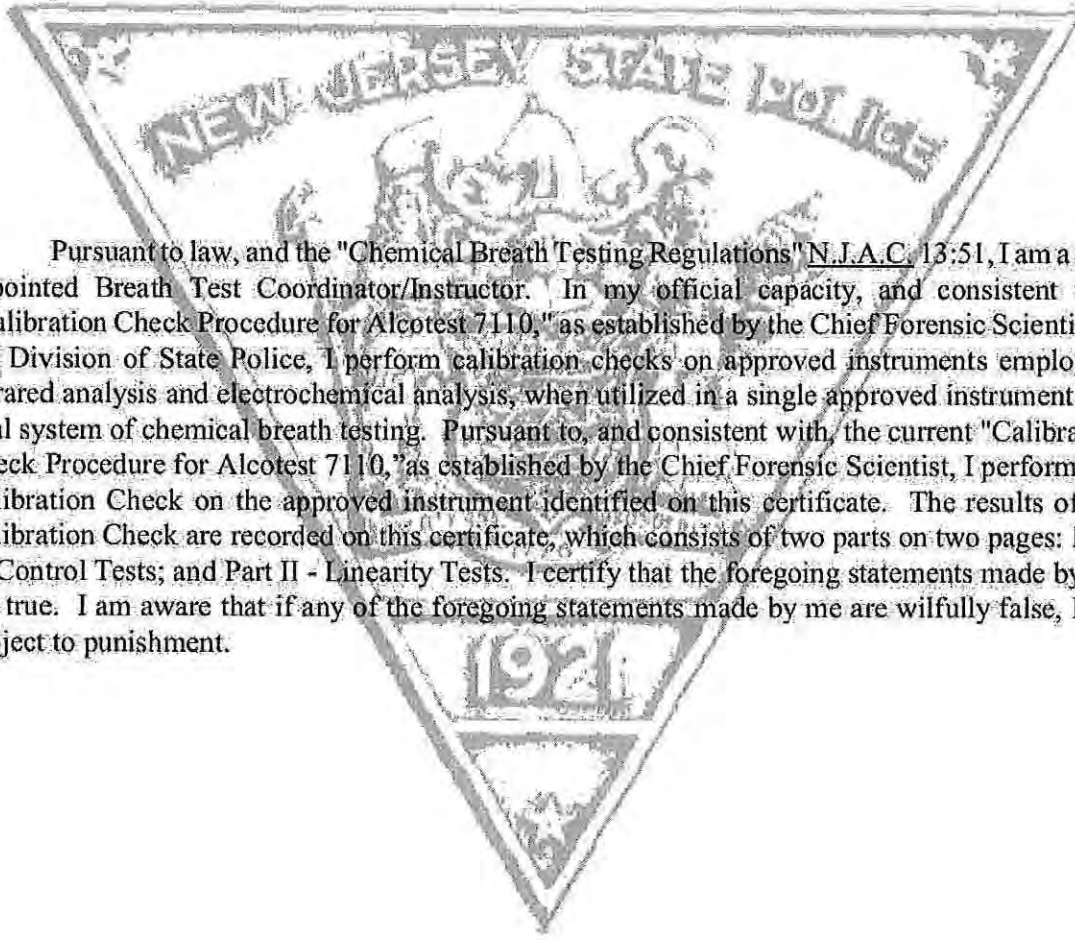 NEW JERSEY STATE POLICE
Pursuant to law, and the "Chemical Breath Testing Regulations" N.J.A.C. 13:51, I am a
pointed Breath Test Coordinator/Instructor. In my official capacity, and consistent
alibration Check Procedure for Alcotest 7110," as established by the Chief Forensic Scienti
Division of State Police, I perform calibration checks on approved instruments emplo
rared analysis and electrochemical analysis, when utilized in a single approved instrument
al system of chemical breath testing. Pursuant to, and consistent with, the current "Calibra
eck Procedure for Alcotest 7110," as established by the Chief Forensic Scientist, I perform
libration Check on the approved instrument identified on this certificate. The results of
libration Check are recorded on this certificate, which consists of two parts on two pages:
Control Tests; and Part II - Linearity Tests. I certify that the foregoing statements made by
true. I am aware that if any of the foregoing statements made by me are wilfully false, I
ject to punishment.
1921